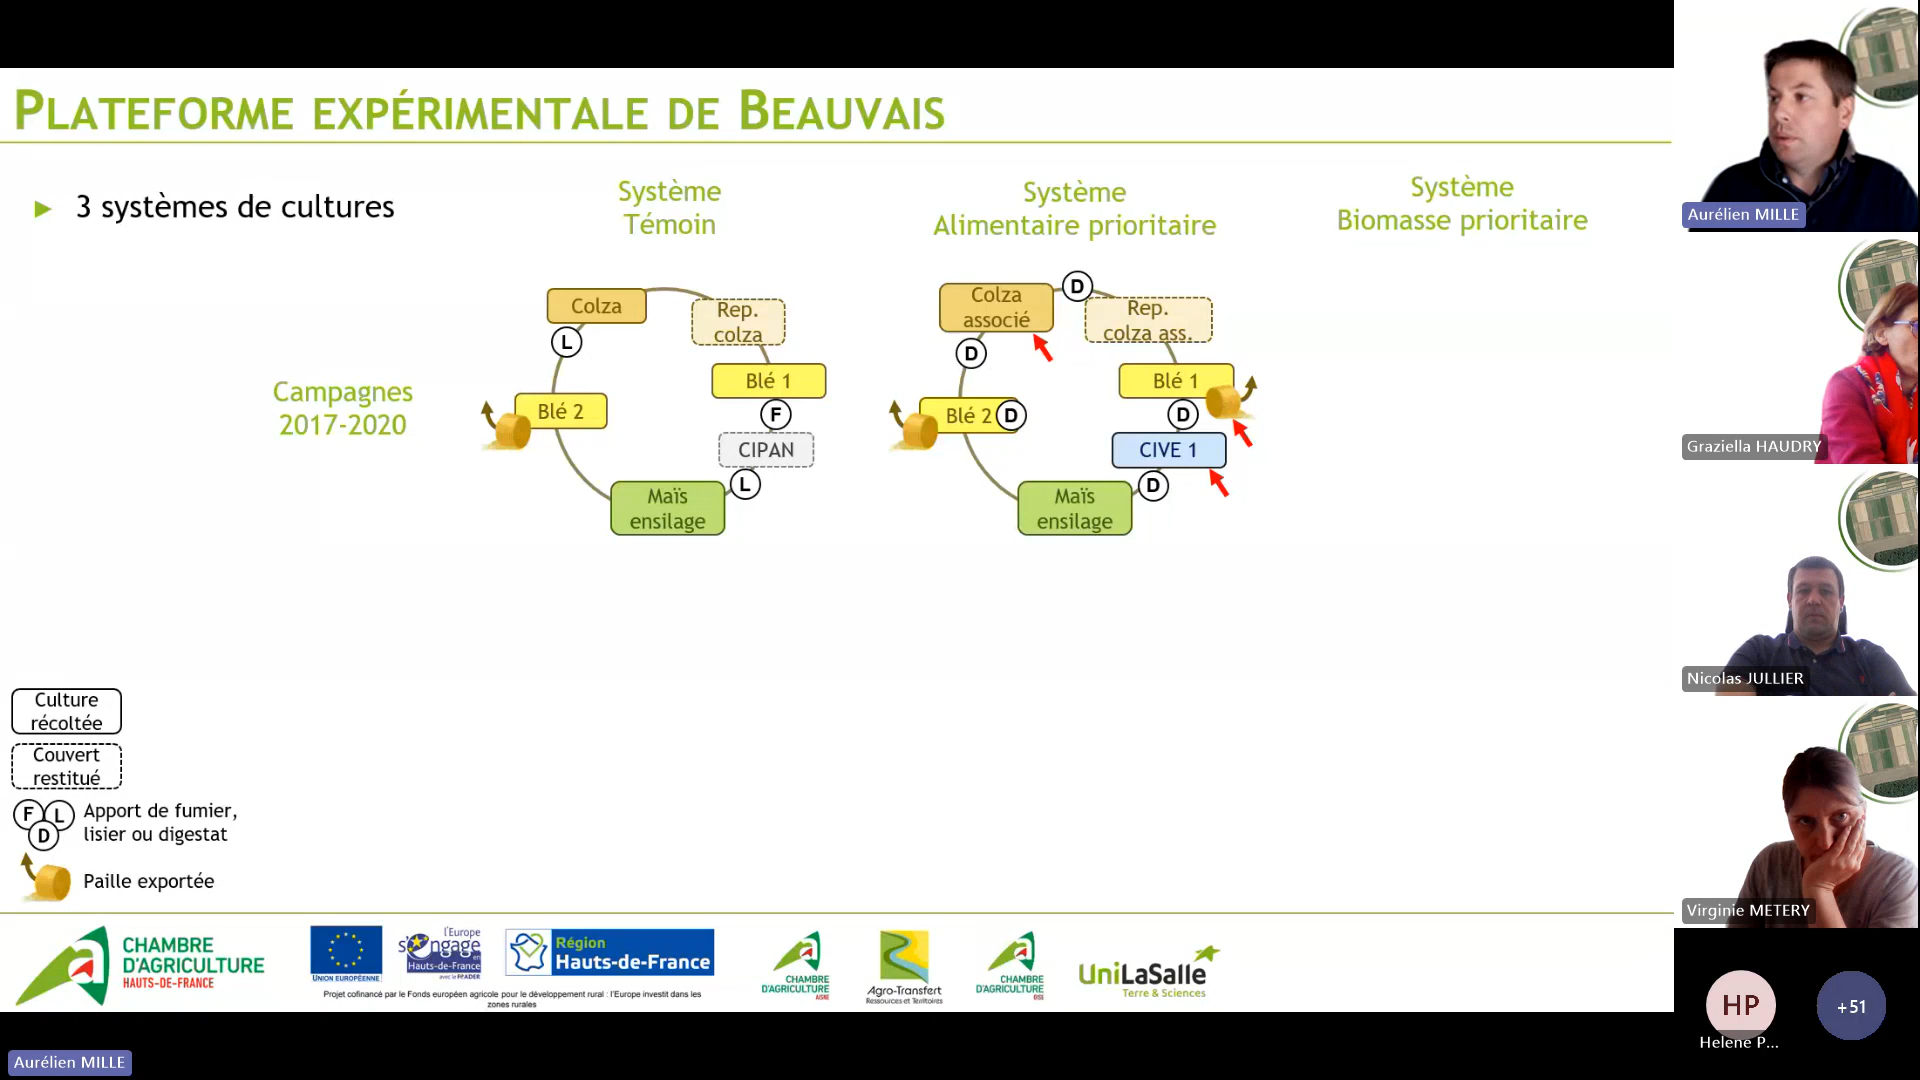 PLATEFORME EXPÉRIMENTALE DE BEAUVAIS
3 systèmes de cultures
Système
Témoin
Système
Alimentaire prioritaire
Système
Biomasse prioritaire
Campagnes
2017-2020
Colza
Rep.
colza
L
Blé 1
Blé 2
F
CIPAN
L
Maïs
ensilage
Colza
associé
D
Rep.
colza ass.
D
Blé 1
Blé 2
D
D
CIVE 1
D
Maïs
ensilage
Culture
récoltée
Couvert
restitué
F
L
D
Apport de fumier,
lisier ou digestat
Paille exportée
CHAMBRE
D'AGRICULTURE
HAUTS-DE-FRANCE
UNION EUROPÉENNE
l'Europe
s'engage
en
Hauts-de-France
avec le FEADER
Région
Hauts-de-France
Projet cofinancé par le Fonds européen agricole pour le développement rural : l'Europe investit dans les
zones rurales
CHAMBRE
D'AGRICULTURE
AISNE
Agro-Transfert
Ressources et Territoires
CHAMBRE
D'AGRICULTURE
OISE
UniLaSalle
Terre & Sciences
Aurélien MILLE
Graziella HAUDRY
Nicolas JULLIER
Virginie METERY
HP
Helene P...
+51
Aurélien MILLE